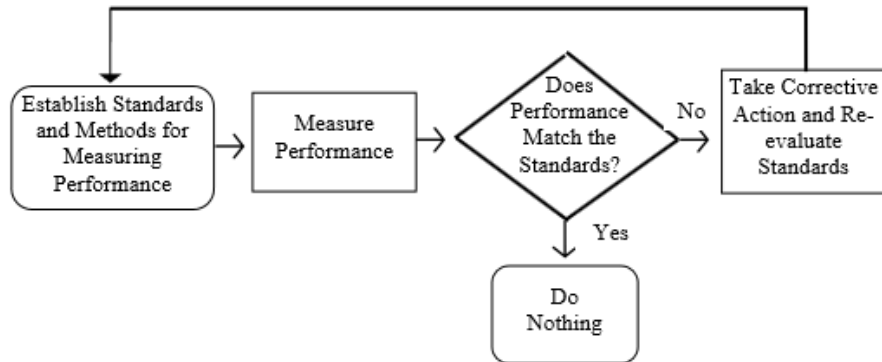 Establish Standards
and Methods for
Measuring
Performance
Measure
Performance
Does
Performance
Match the
Standards?
No
Take Corrective
Action and Re-
evaluate
Standards
Yes
Do
Nothing